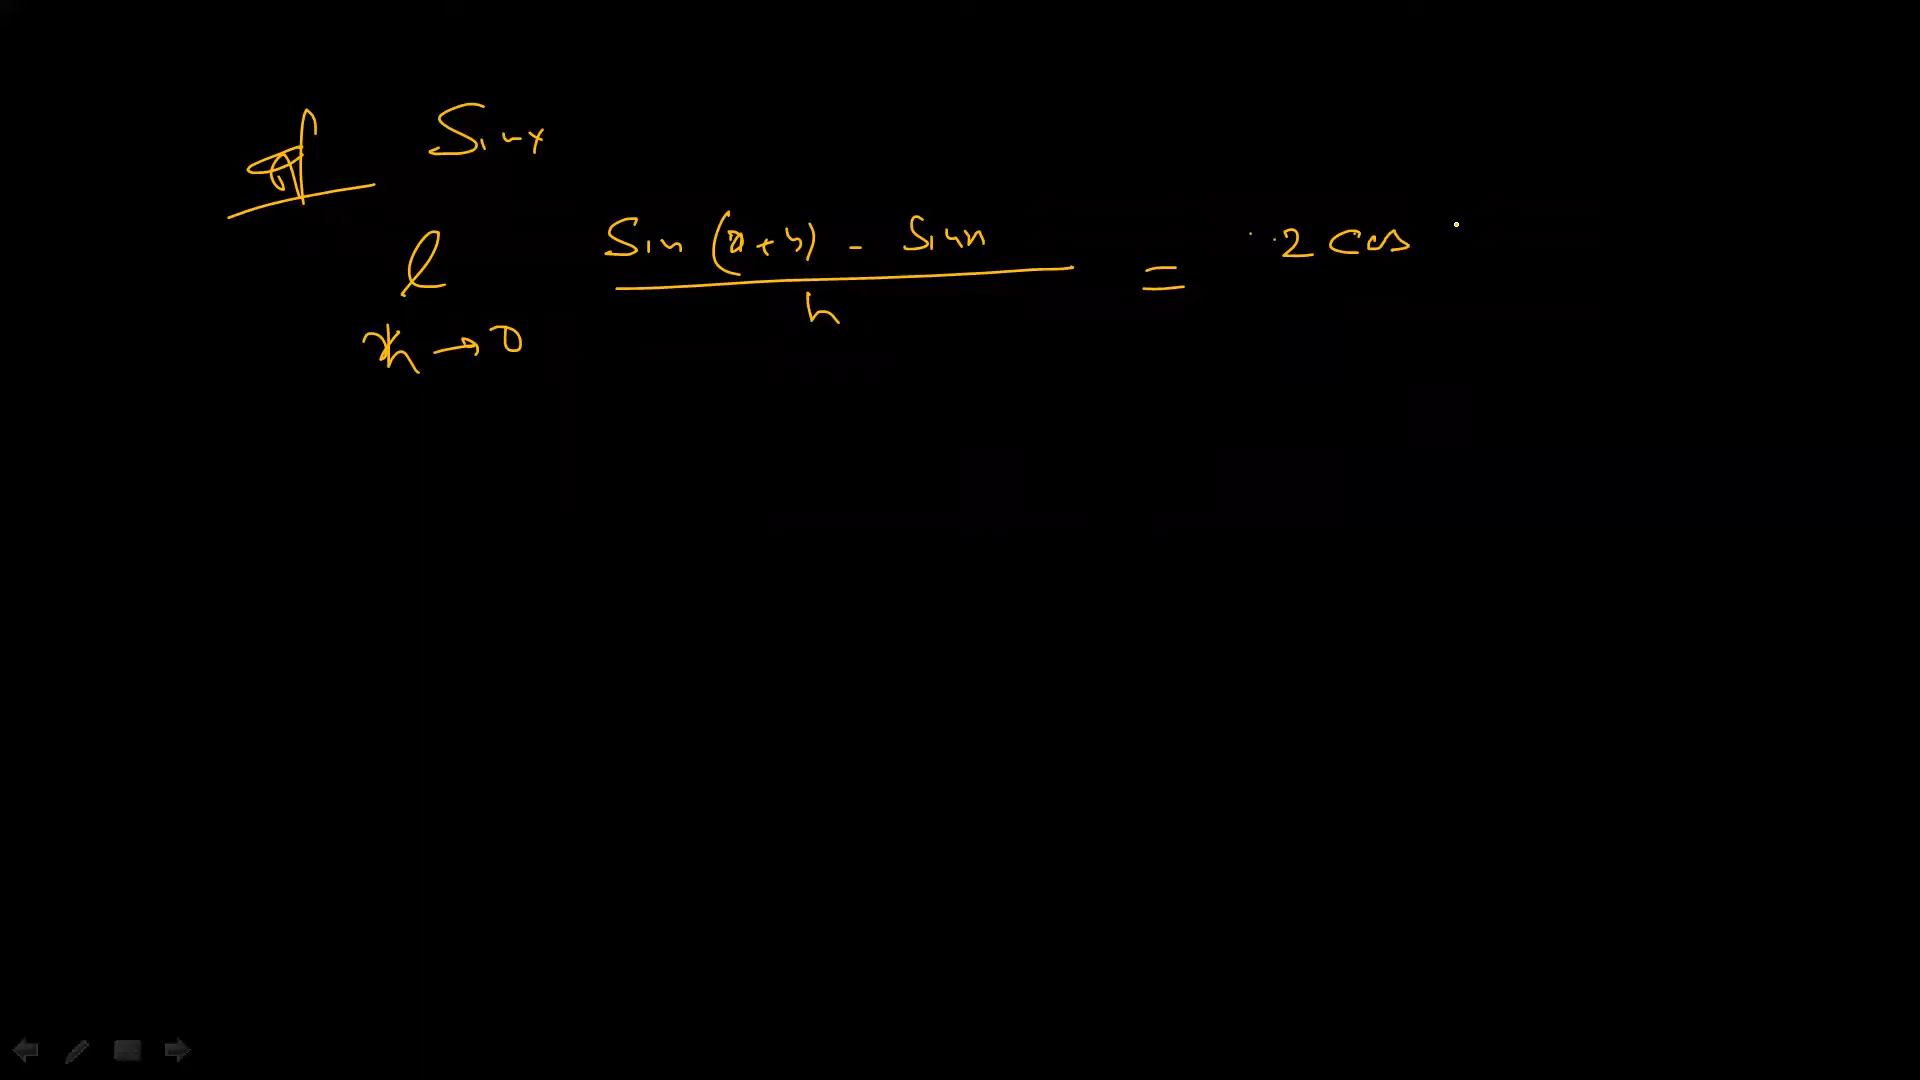 Sinx
l Sin (x+h) - Sinx / h = 2 cos
h → 0